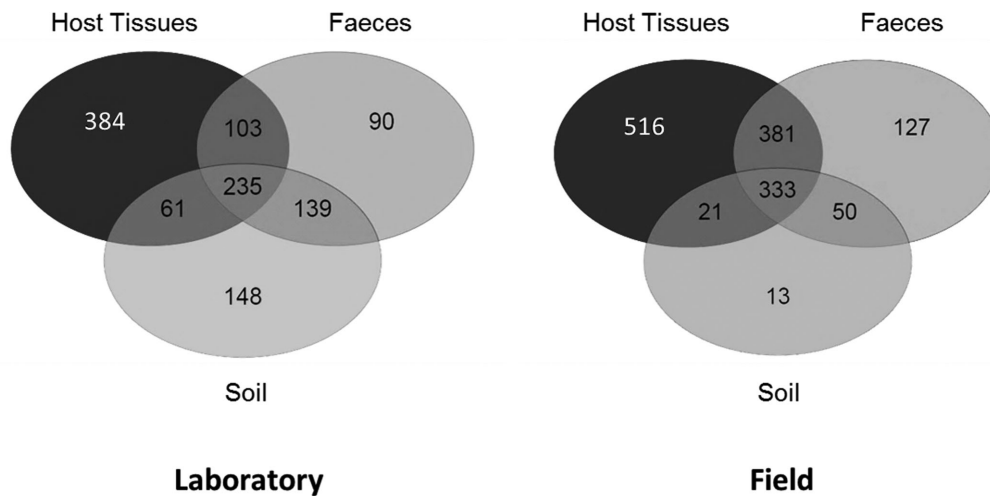 Host Tissues Faeces
384 103 90
235
61 139
148
Soil
Laboratory
Host Tissues Faeces
516 381 127
333
21 50
13
Soil
Field